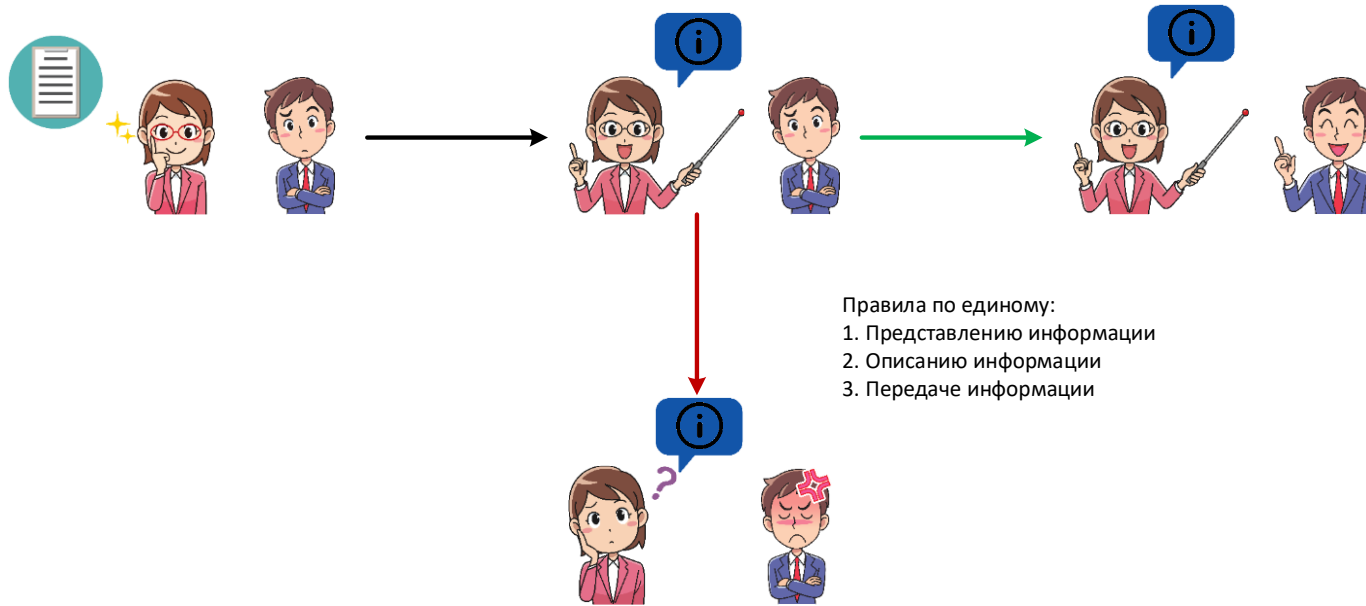 Правила по единому:
1. Представлению информации
2. Описанию информации
3. Передаче информации